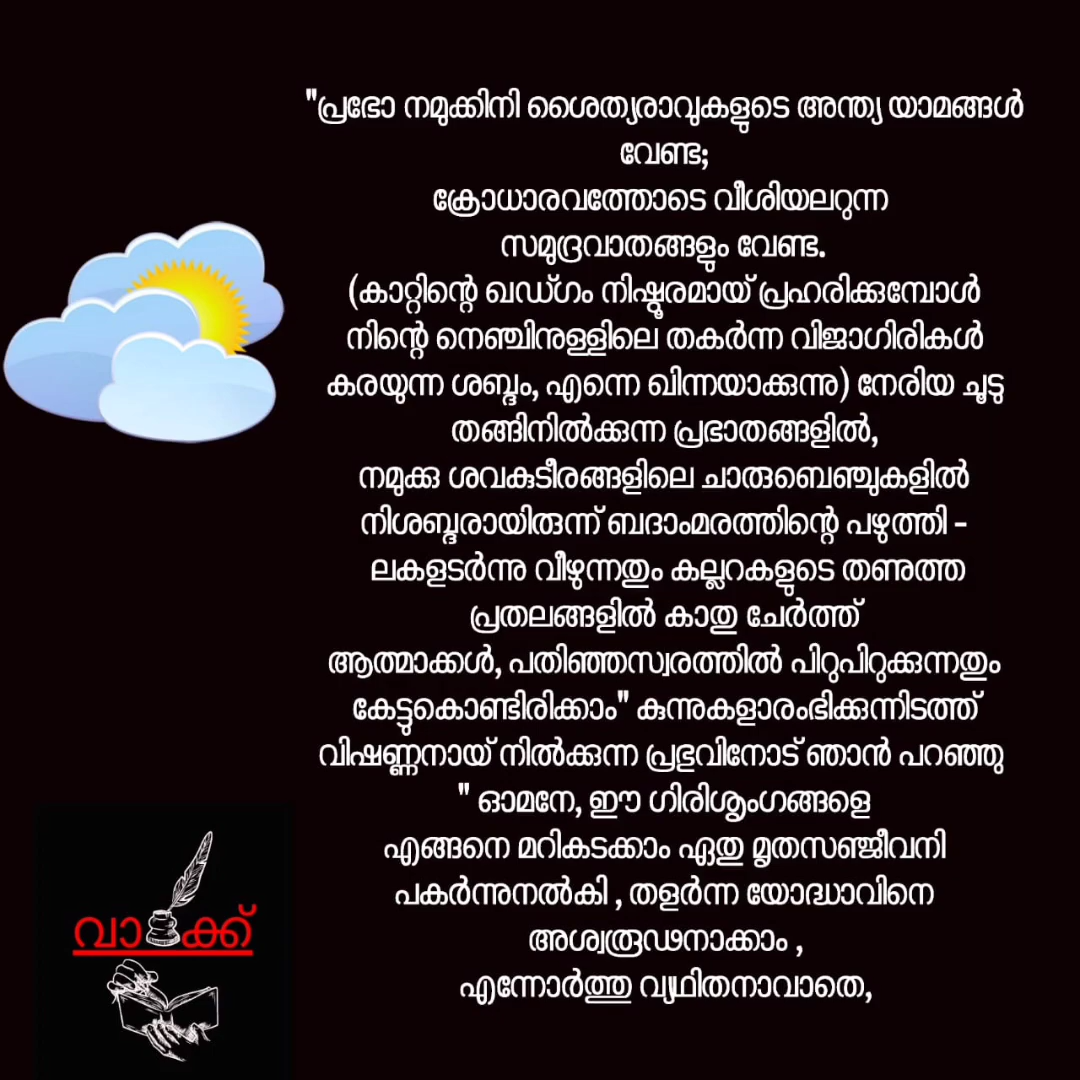 "പ്രഭോ നമുക്കിനി ശൈത്യരാവുകളുടെ അന്ത്യ യാമങ്ങൾ
വേണ്ട;
ക്രോധാരവത്തോടെ വീശിയലറുന്ന
സമുദ്രവാതങ്ങളും വേണ്ട.
(കാറ്റിന്റെ ഖഡ്ഗം നിഷ്ഠൂരമായ് പ്രഹരിക്കുമ്പോൾ
നിന്റെ നെഞ്ചിനുള്ളിലെ തകർന്ന വിജാഗിരികൾ
കരയുന്ന ശബ്ദം, എന്നെ ഖിന്നയാക്കുന്നു) നേരിയ ചൂടു
തങ്ങിനിൽക്കുന്ന പ്രഭാതങ്ങളിൽ,
നമുക്കു ശവകുടീരങ്ങളിലെ ചാരുബെഞ്ചുകളിൽ
നിശബ്ദരായിരുന്ന് ബദാംമരത്തിന്റെ പഴുത്തി -
ലകളടർന്നു വീഴുന്നതും കല്ലറകളുടെ തണുത്ത
പ്രതലങ്ങളിൽ കാതു ചേർത്ത്
ആത്മാക്കൾ, പതിഞ്ഞസ്വരത്തിൽ പിറുപിറുക്കുന്നതും
കേട്ടുകൊണ്ടിരിക്കാം" കുന്നുകളാരംഭിക്കുന്നിടത്ത്
വിഷണ്ണനായ് നിൽക്കുന്ന പ്രഭുവിനോട് ഞാൻ പറഞ്ഞു
" ഓമനേ, ഈ ഗിരിശൃംഗങ്ങളെ
എങ്ങനെ മറികടക്കാം ഏതു മൃതസഞ്ജീവനി
പകർന്നുനൽകി , തളർന്ന യോദ്ധാവിനെ
അശ്വരൂഢനാക്കാം ,
എന്നോർത്തു വ്യഥിതനാവാതെ,
വാക്ക്